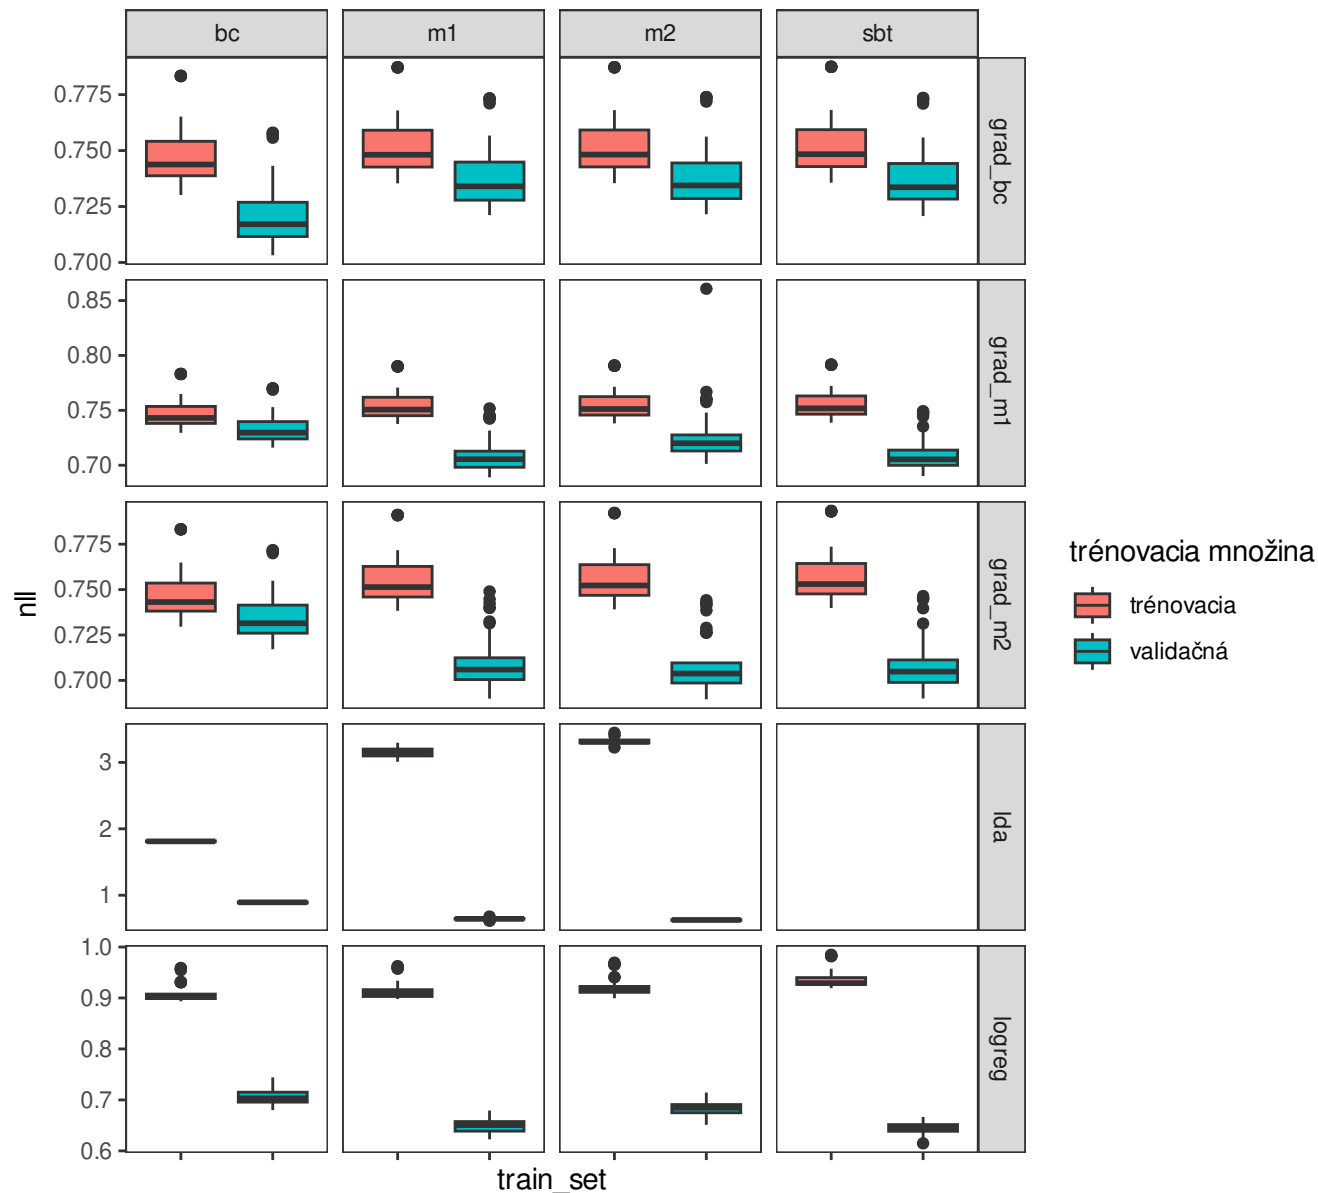 bc m1 m2 sbt
0.775
0.750
0.725
0.700
grad_bc
0.85
0.80
0.75
0.70
grad_m1
0.775
0.750
0.725
0.700
grad_m2
3
2
1
lda
1.0
0.9
0.8
0.7
0.6
logreg
nll
train_set
trénovacia množina
trénovacia
validačná